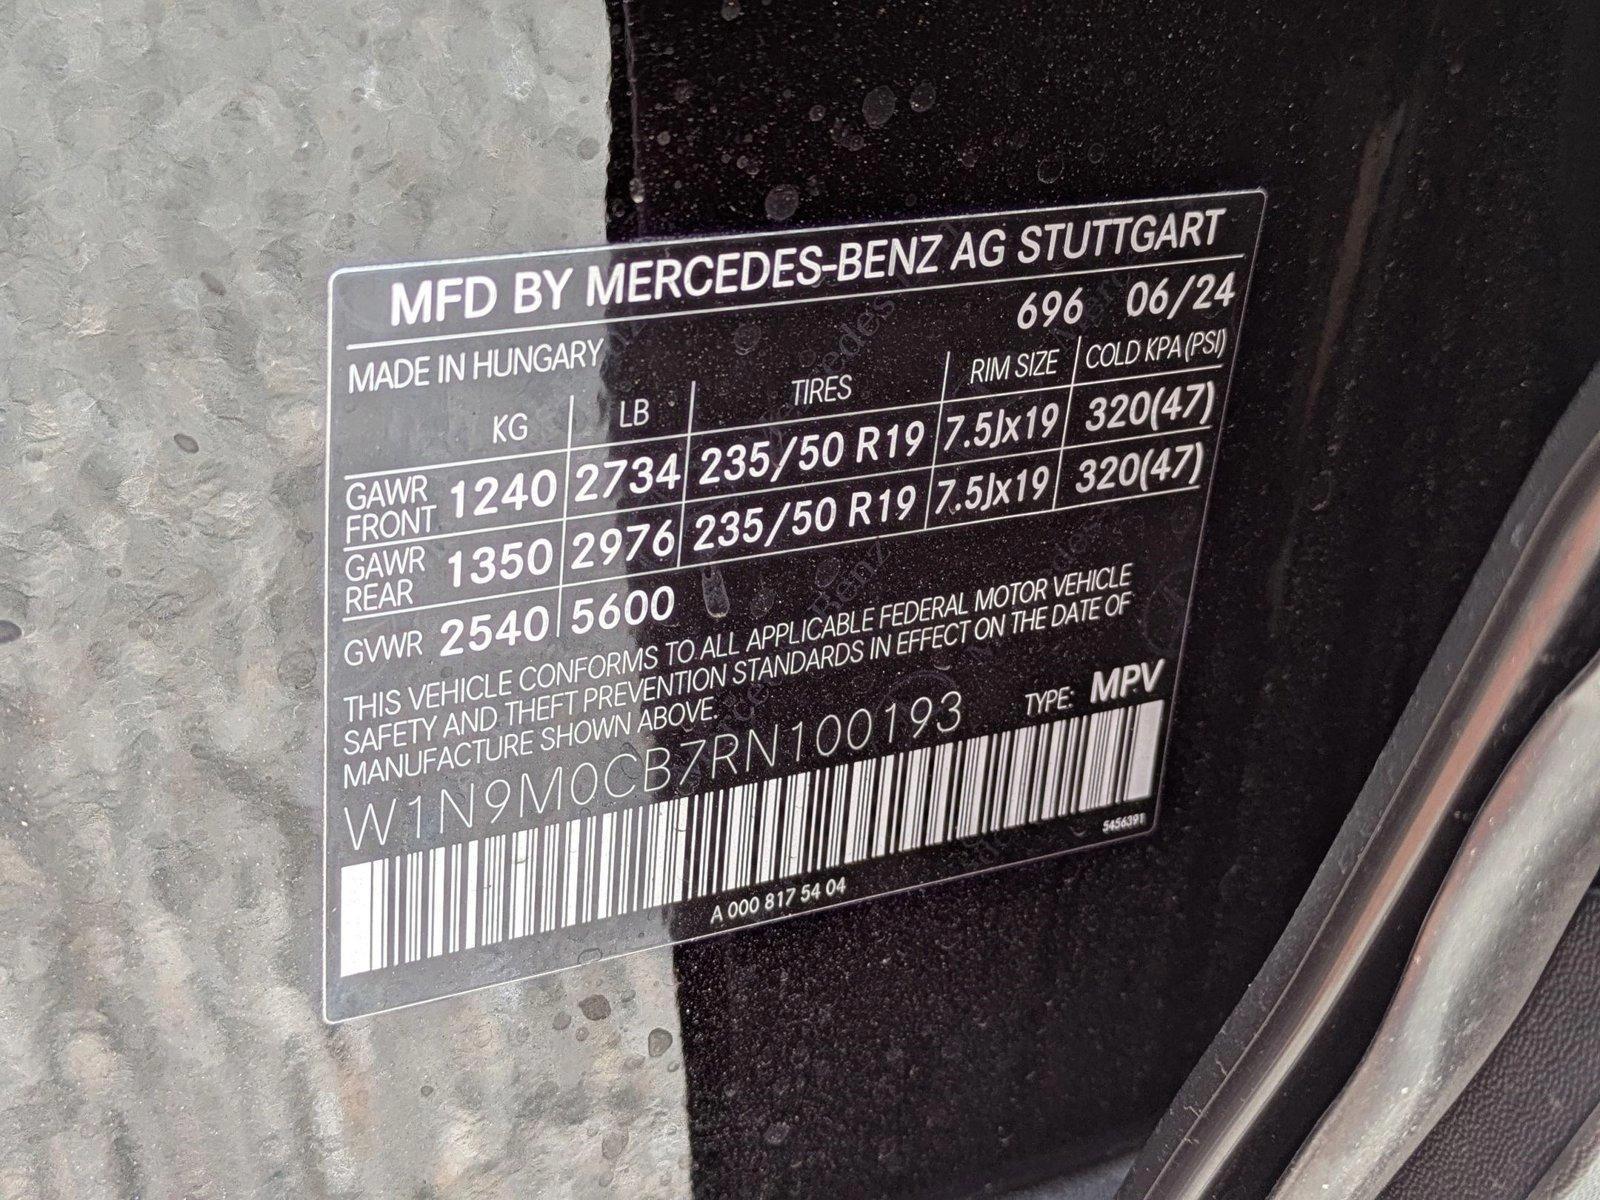 MFD BY MERCEDES-BENZ AG STUTTGART
696 06/24
MADE IN HUNGARY
KG LB TIRES RIM SIZE COLD KPA (PSI)
GAWR FRONT 1240 2734 235/50 R19 7.5Jx19 320(47)
GAWR REAR 1350 2976 235/50 R19 7.5Jx19 320(47)
GVWR 2540 5600
THIS VEHICLE CONFORMS TO ALL APPLICABLE FEDERAL MOTOR VEHICLE
SAFETY AND THEFT PREVENTION STANDARDS IN EFFECT ON THE DATE OF
MANUFACTURE SHOWN ABOVE.
TYPE: MPV
W1N9M0CB7RN100193
5456391
A 000 817 54 04